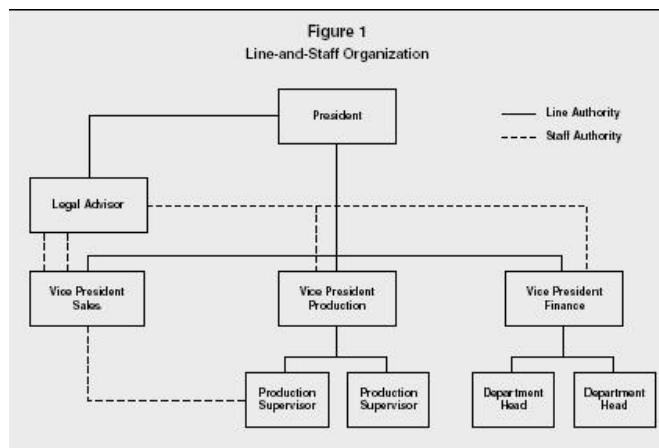 Figure 1
Line-and-Staff Organization
President
Line Authority
Staff Authority
Legal Advisor
Vice President
Sales
Vice President
Production
Vice President
Finance
Production
Supervisor
Production
Supervisor
Department
Head
Department
Head